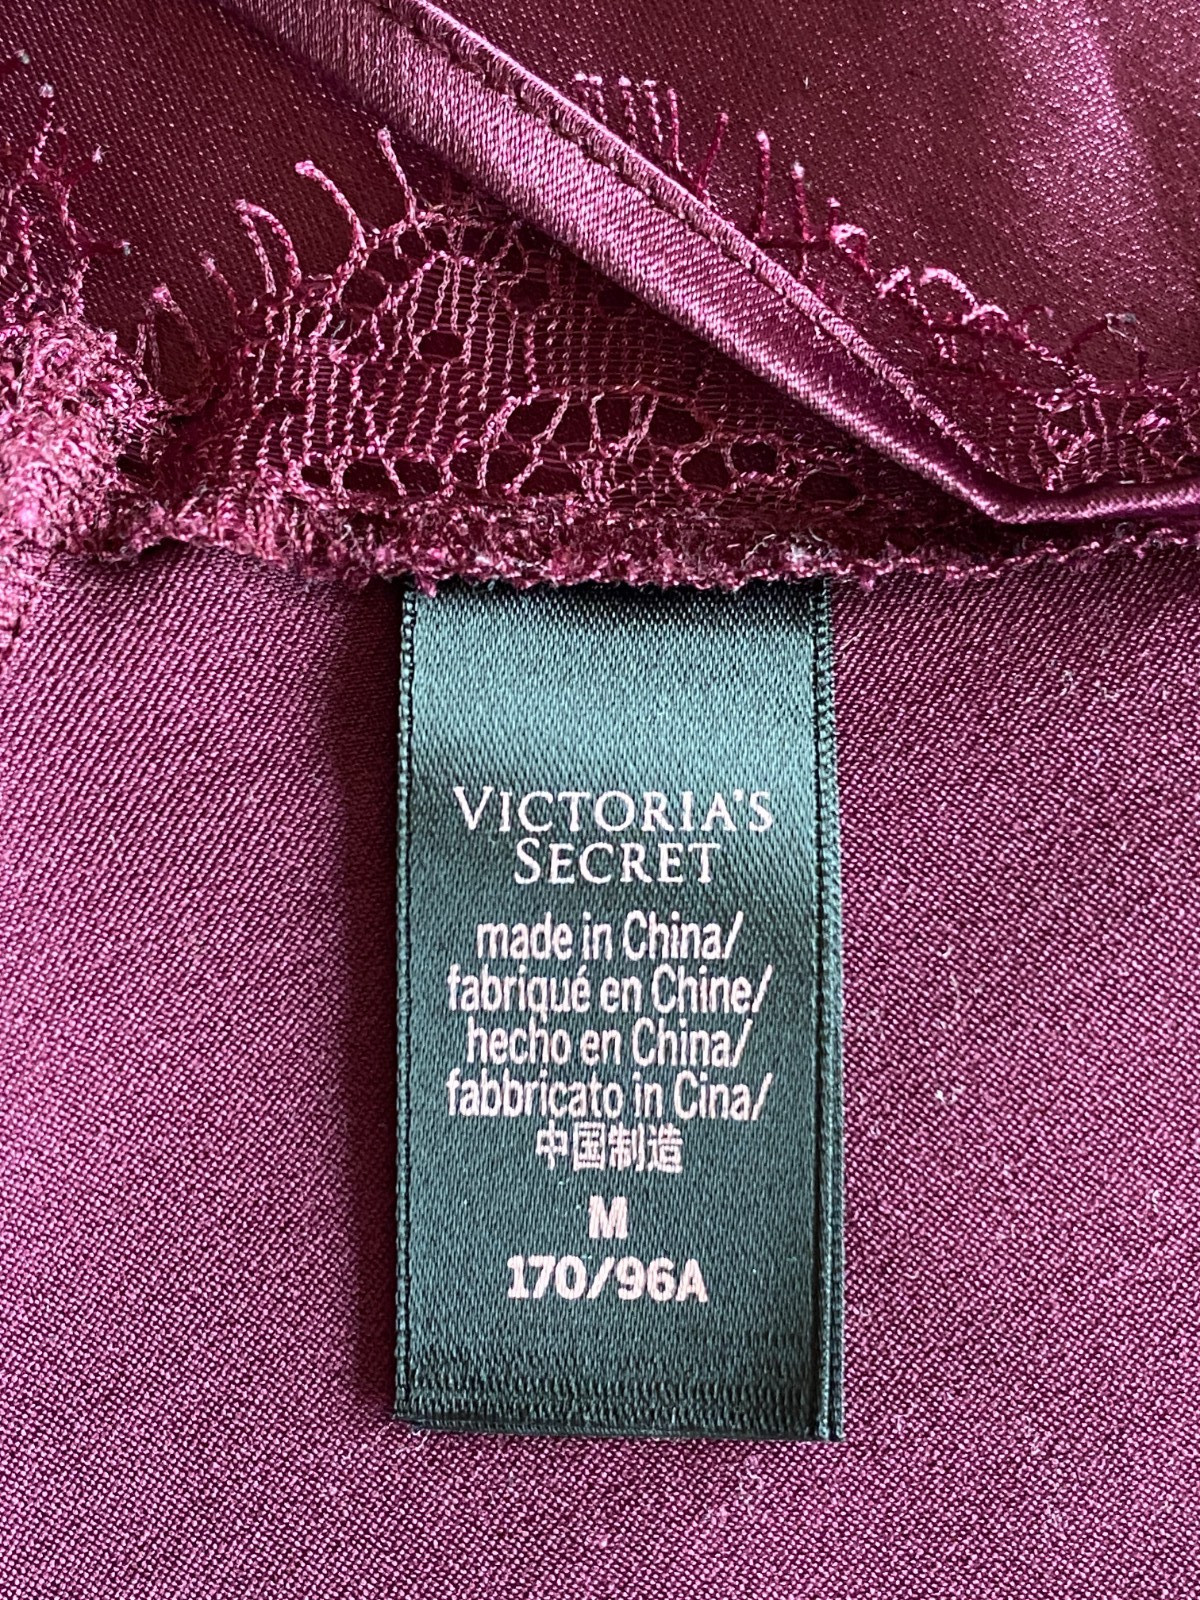 VICTORIA'S
SECRET
made in China/
fabriqué en Chine/
hecho en China/
fabbricato in Cina/
中国制造
M
170/96A